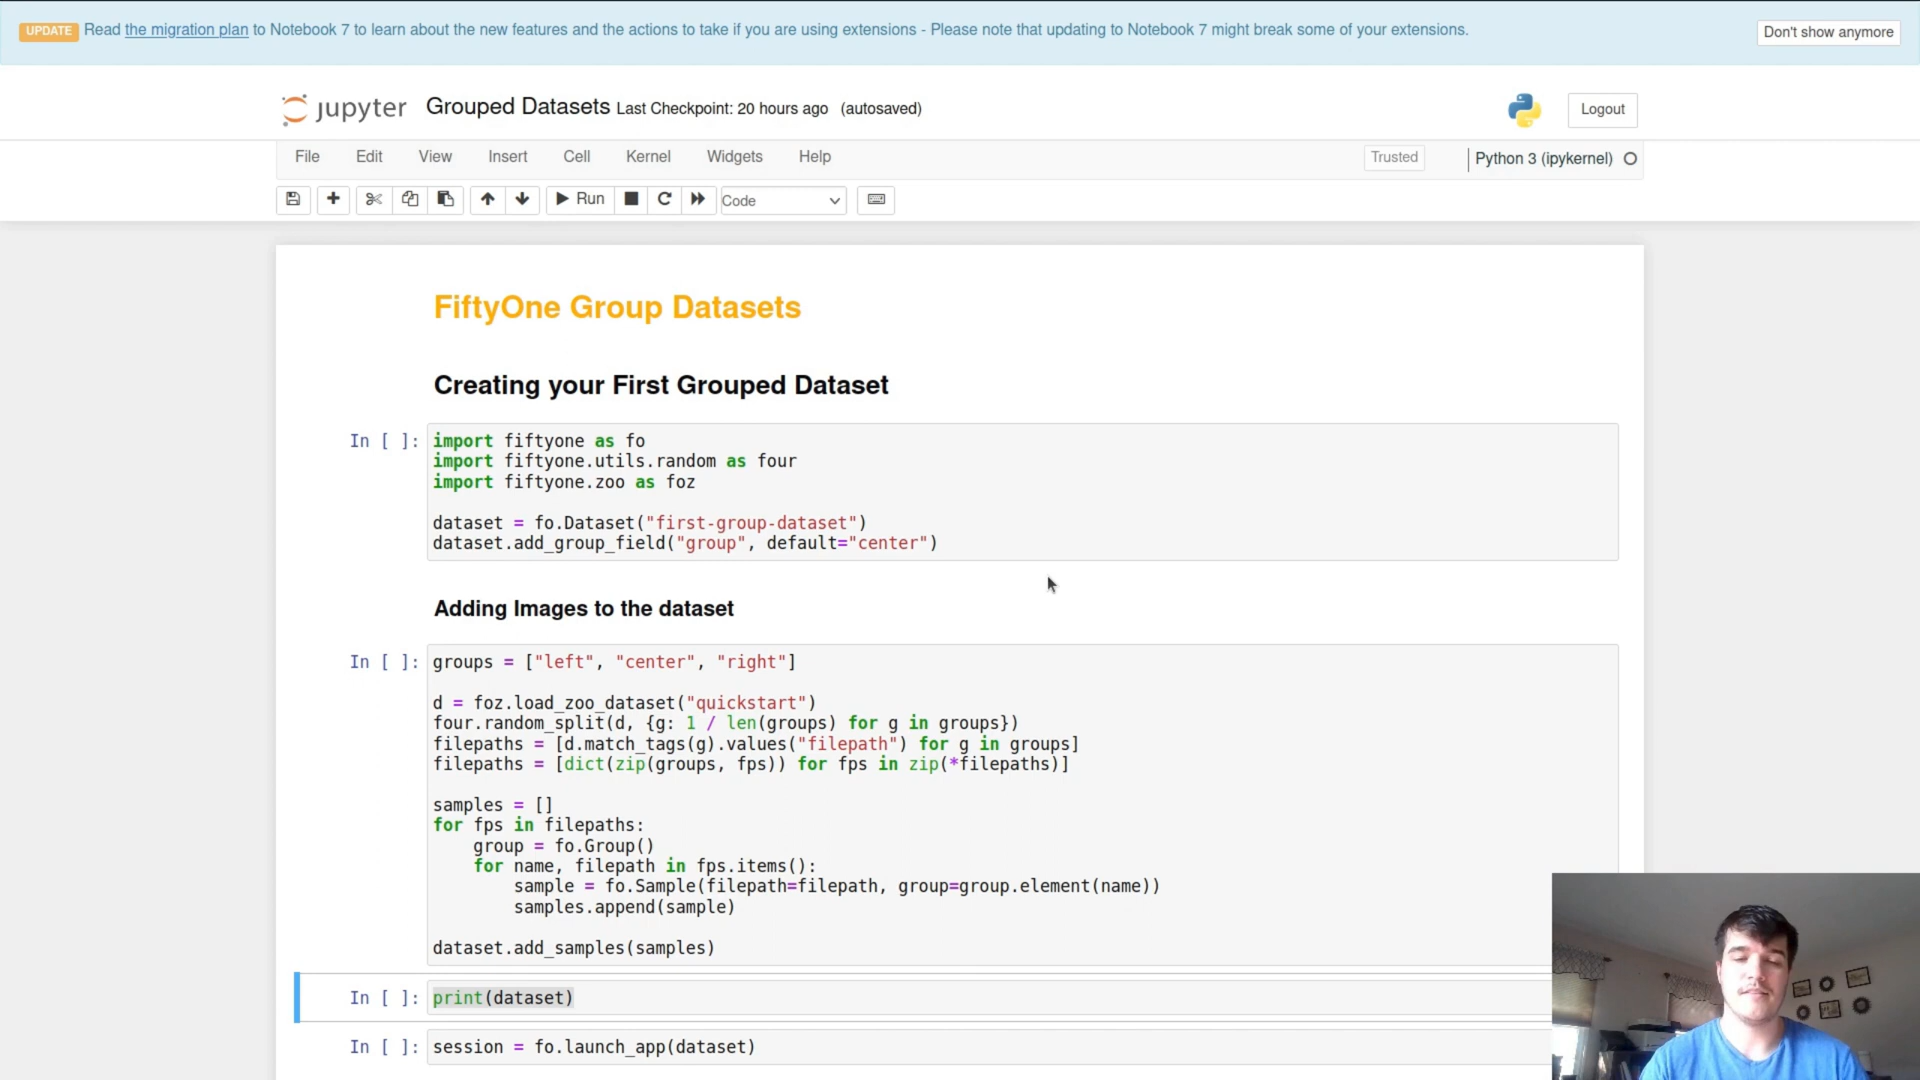 UPDATE Read the migration plan to Notebook 7 to learn about the new features and the actions to take if you are using extensions - Please note that updating to Notebook 7 might break some of your extensions.
Don't show anymore
jupyter Grouped Datasets Last Checkpoint: 20 hours ago (autosaved)
Logout
File Edit View Insert Cell Kernel Widgets Help
Trusted
Python 3 (ipykernel)
Run
Code
FiftyOne Group Datasets
Creating your First Grouped Dataset
In [ ]: import fiftyone as fo
import fiftyone.utils.random as four
import fiftyone.zoo as foz
dataset = fo.Dataset("first-group-dataset")
dataset.add_group_field("group", default="center")
Adding Images to the dataset
In [ ]: groups = ["left", "center", "right"]
d = foz.load_zoo_dataset("quickstart")
four.random_split(d, {g: 1 / len(groups) for g in groups})
filepaths = [d.match_tags(g).values("filepath") for g in groups]
filepaths = [dict(zip(groups, fps)) for fps in zip(*filepaths)]
samples = []
for fps in filepaths:
    group = fo.Group()
    for name, filepath in fps.items():
        sample = fo.Sample(filepath=filepath, group=group.element(name))
        samples.append(sample)
dataset.add_samples(samples)
In [ ]: print(dataset)
In [ ]: session = fo.launch_app(dataset)